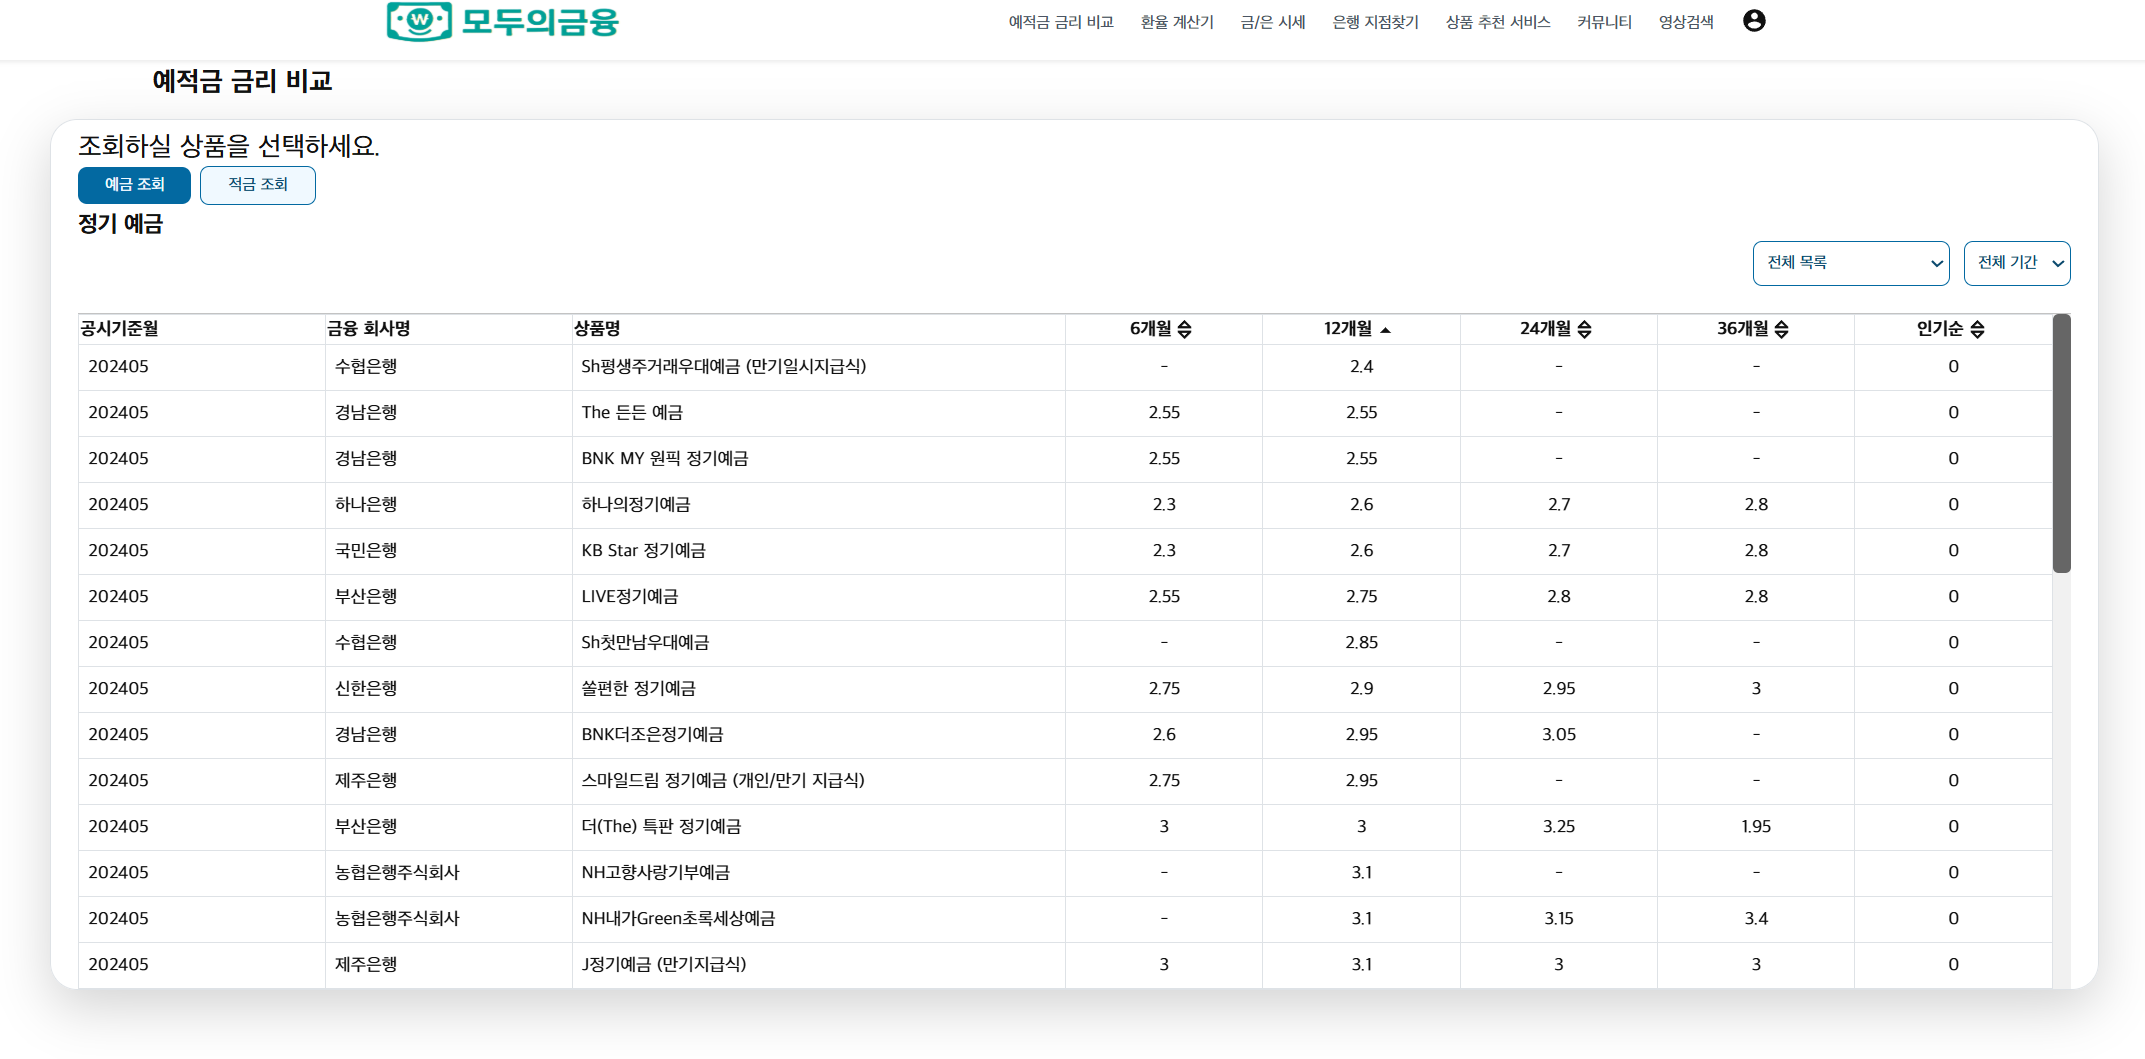 모두의금융
예적금 금리 비교 환율 계산기 금/은 시세 은행 지점찾기 상품 추천 서비스 커뮤니티 영상검색
예적금 금리 비교
조회하실 상품을 선택하세요.
예금 조회 적금 조회
정기 예금
전체 목록 전체 기간
공시기준월 금융 회사명 상품명 6개월 12개월 24개월 36개월 인기순
202405 수협은행 Sh평생주거래우대예금 (만기일시지급식) - 2.4 - - 0
202405 경남은행 The 든든 예금 2.55 2.55 - - 0
202405 경남은행 BNK MY 원픽 정기예금 2.55 2.55 - - 0
202405 하나은행 하나의정기예금 2.3 2.6 2.7 2.8 0
202405 국민은행 KB Star 정기예금 2.3 2.6 2.7 2.8 0
202405 부산은행 LIVE정기예금 2.55 2.75 2.8 2.8 0
202405 수협은행 Sh첫만남우대예금 - 2.85 - - 0
202405 신한은행 쏠편한 정기예금 2.75 2.9 2.95 3 0
202405 경남은행 BNK더조은정기예금 2.6 2.95 3.05 - 0
202405 제주은행 스마일드림 정기예금 (개인/만기 지급식) 2.75 2.95 - - 0
202405 부산은행 더(The) 특판 정기예금 3 3 3.25 1.95 0
202405 농협은행주식회사 NH고향사랑기부예금 - 3.1 - - 0
202405 농협은행주식회사 NH내가Green초록세상예금 - 3.1 3.15 3.4 0
202405 제주은행 J정기예금 (만기지급식) 3 3.1 3 3 0